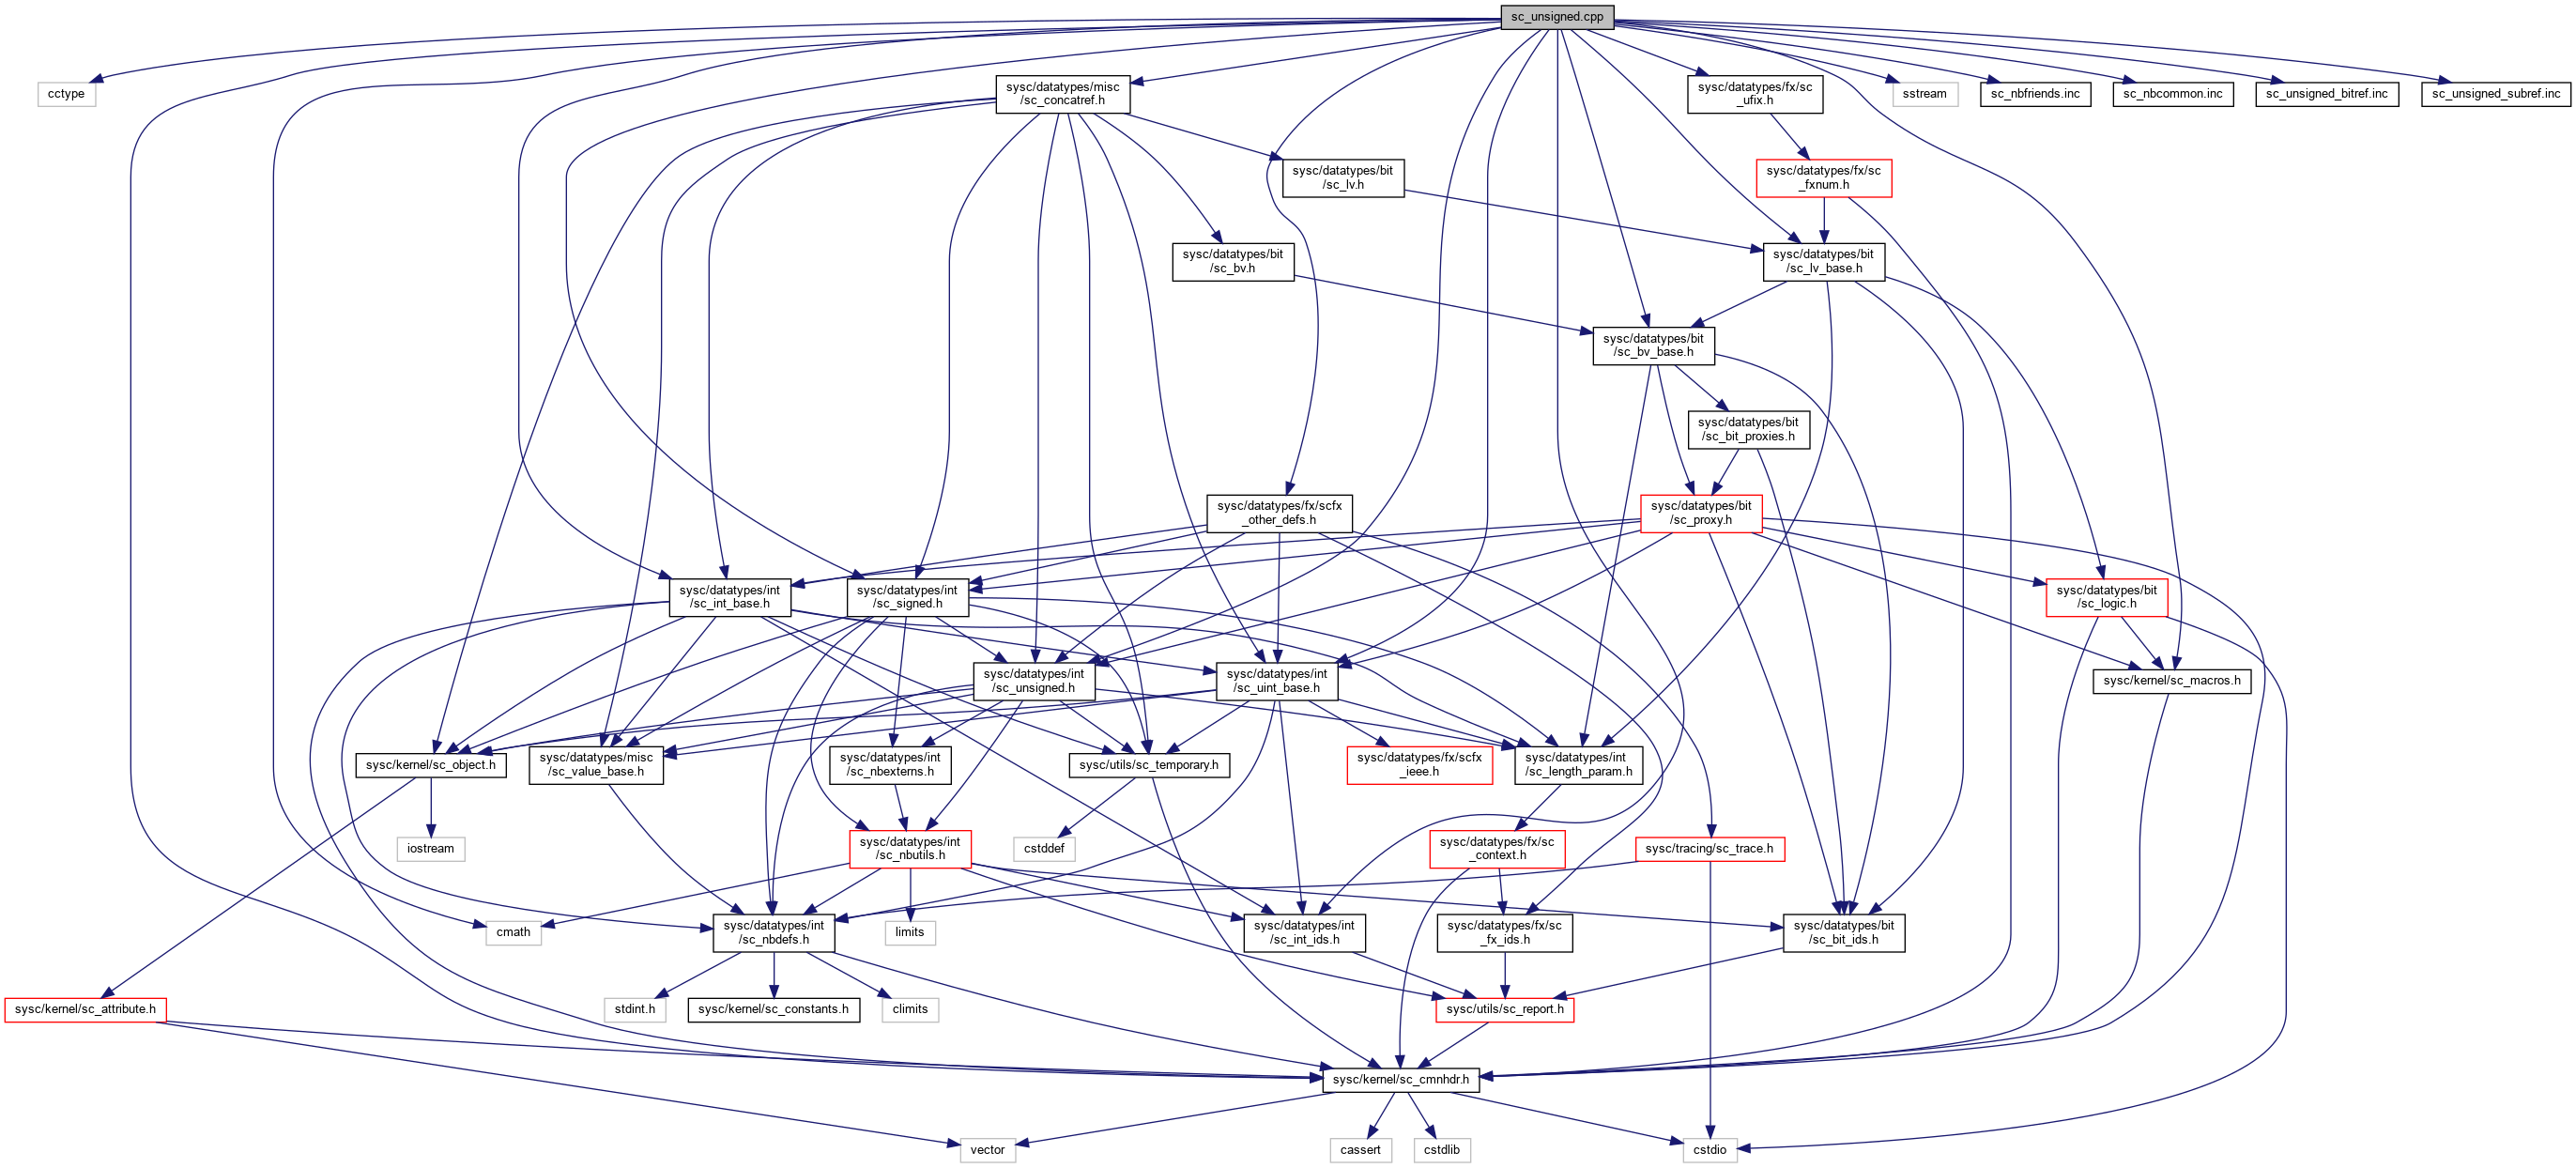 sc_unsigned.cpp
cctype
sysc/datatypes/misc
/sc_concatref.h
sysc/datatypes/fx/sc
_ufix.h
sstream
sc_nbfriends.inc
sc_nbcommon.inc
sc_unsigned_bitref.inc
sc_unsigned_subref.inc
sysc/datatypes/bit
/sc_lv.h
sysc/datatypes/fx/sc
_fxnum.h
sysc/datatypes/bit
/sc_bv.h
sysc/datatypes/bit
/sc_lv_base.h
sysc/datatypes/bit
/sc_bv_base.h
sysc/datatypes/bit
/sc_bit_proxies.h
sysc/datatypes/fx/scfx
_other_defs.h
sysc/datatypes/bit
/sc_proxy.h
sysc/datatypes/int
/sc_int_base.h
sysc/datatypes/int
/sc_signed.h
sysc/datatypes/bit
/sc_logic.h
sysc/datatypes/int
/sc_unsigned.h
sysc/datatypes/int
/sc_uint_base.h
sysc/kernel/sc_macros.h
sysc/kernel/sc_object.h
sysc/datatypes/misc
/sc_value_base.h
sysc/datatypes/int
/sc_nbexterns.h
sysc/utils/sc_temporary.h
sysc/datatypes/fx/scfx
_ieee.h
sysc/datatypes/int
/sc_length_param.h
iostream
sysc/datatypes/int
/sc_nbutils.h
cstddef
sysc/datatypes/fx/sc
_context.h
sysc/tracing/sc_trace.h
cmath
sysc/datatypes/int
/sc_nbdefs.h
limits
sysc/datatypes/int
/sc_int_ids.h
sysc/datatypes/fx/sc
_fx_ids.h
sysc/datatypes/bit
/sc_bit_ids.h
sysc/kernel/sc_attribute.h
stdint.h
sysc/kernel/sc_constants.h
climits
sysc/utils/sc_report.h
sysc/kernel/sc_cmnhdr.h
vector
cassert
cstdlib
cstdio